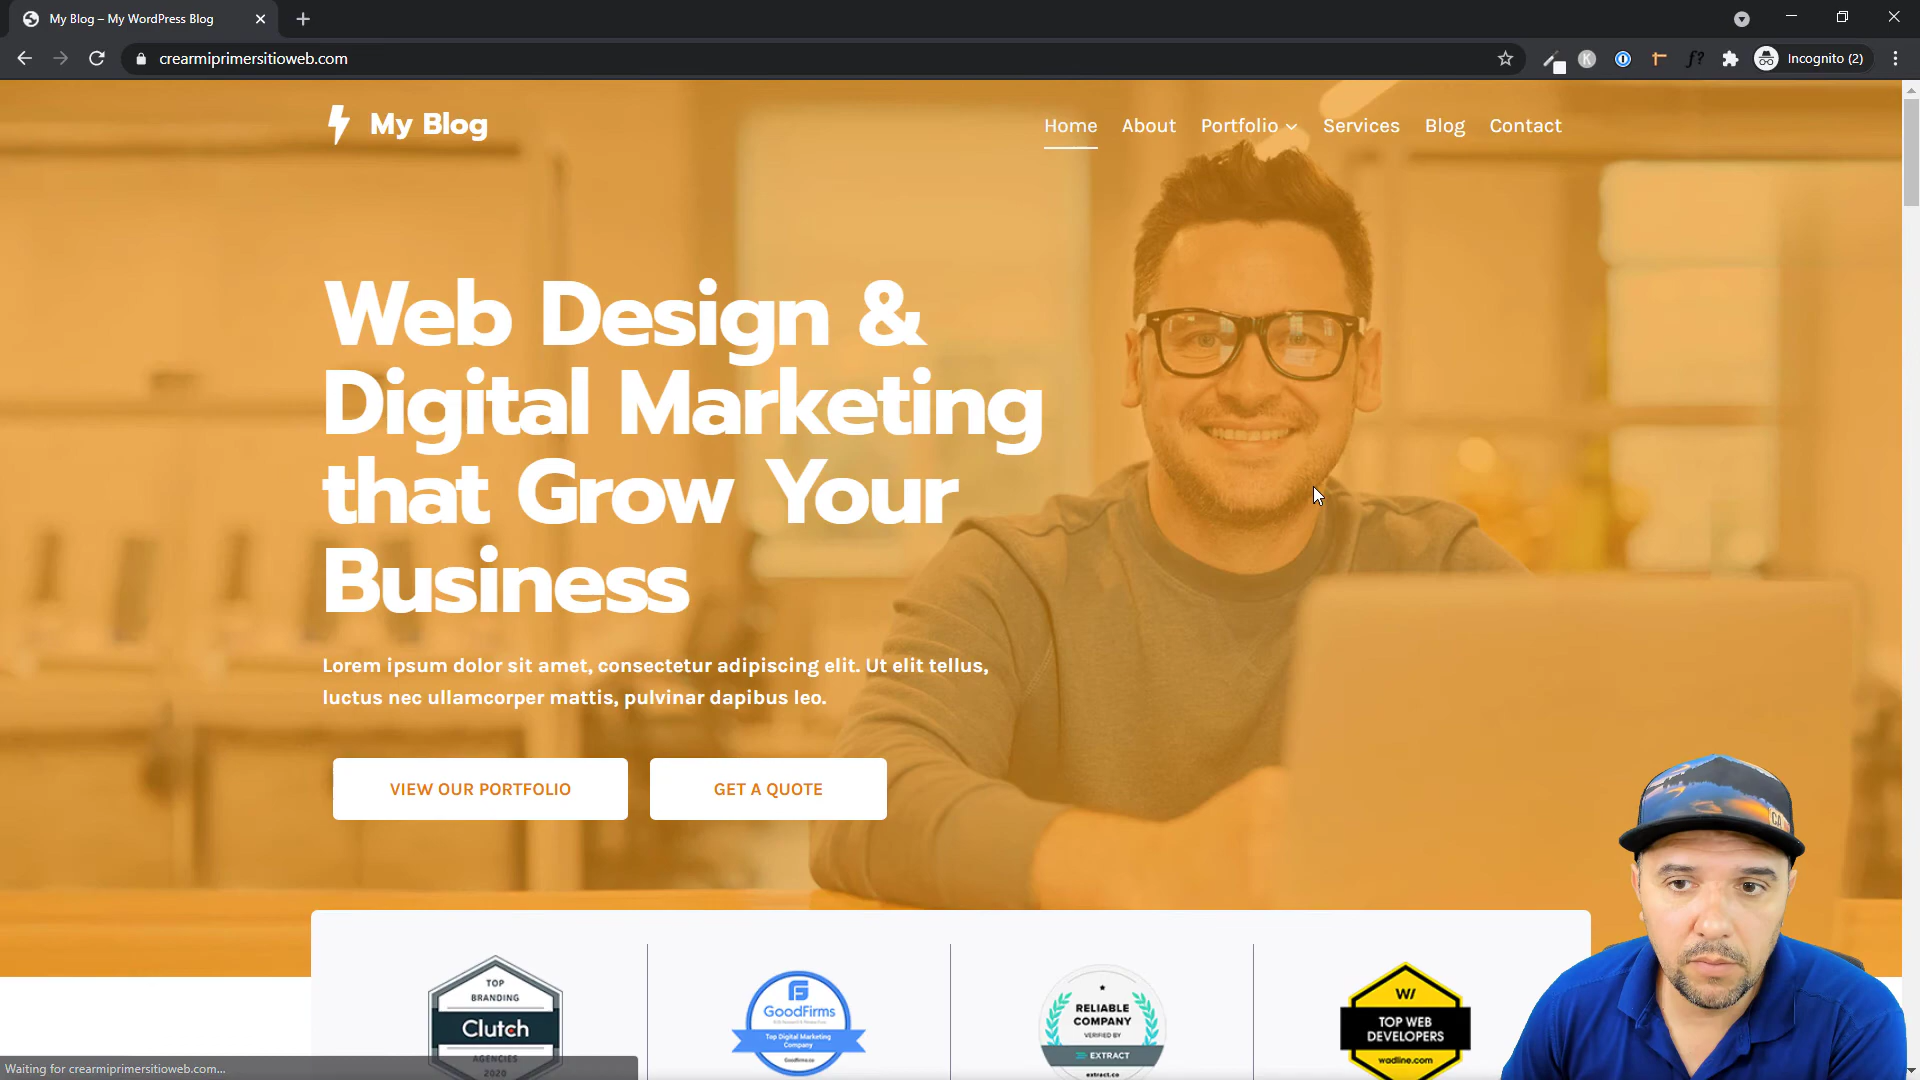 My Blog – My WordPress Blog
crearmiprimersitioweb.com
Incognito (2)
My Blog
Home About Portfolio Services Blog Contact
Web Design &
Digital Marketing
that Grow Your
Business
Lorem ipsum dolor sit amet, consectetur adipiscing elit. Ut elit tellus,
luctus nec ullamcorper mattis, pulvinar dapibus leo.
VIEW OUR PORTFOLIO
GET A QUOTE
TOP
BRANDING
Clutch
AGENCIES
2020
GoodFirms
Top Digital Marketing
Company
Goodfirms.co
RELIABLE
COMPANY
VERIFIED BY
EXTRACT
extract.co
W/
TOP WEB
DEVELOPERS
wadline.com
CA
Waiting for crearmiprimersitioweb.com...